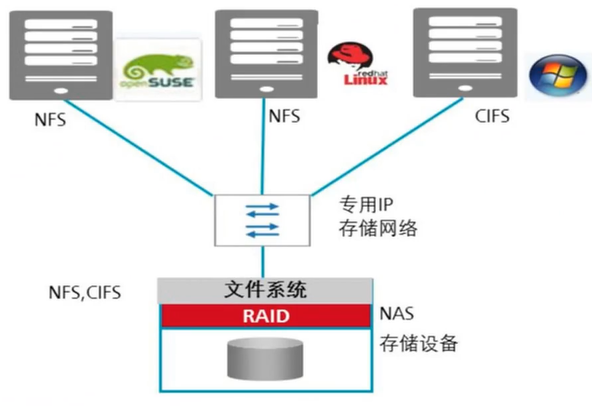 openSUSE
redhat
Linux
NFS
NFS
CIFS
专用IP
存储网络
NFS,CIFS
文件系统
RAID
NAS
存储设备